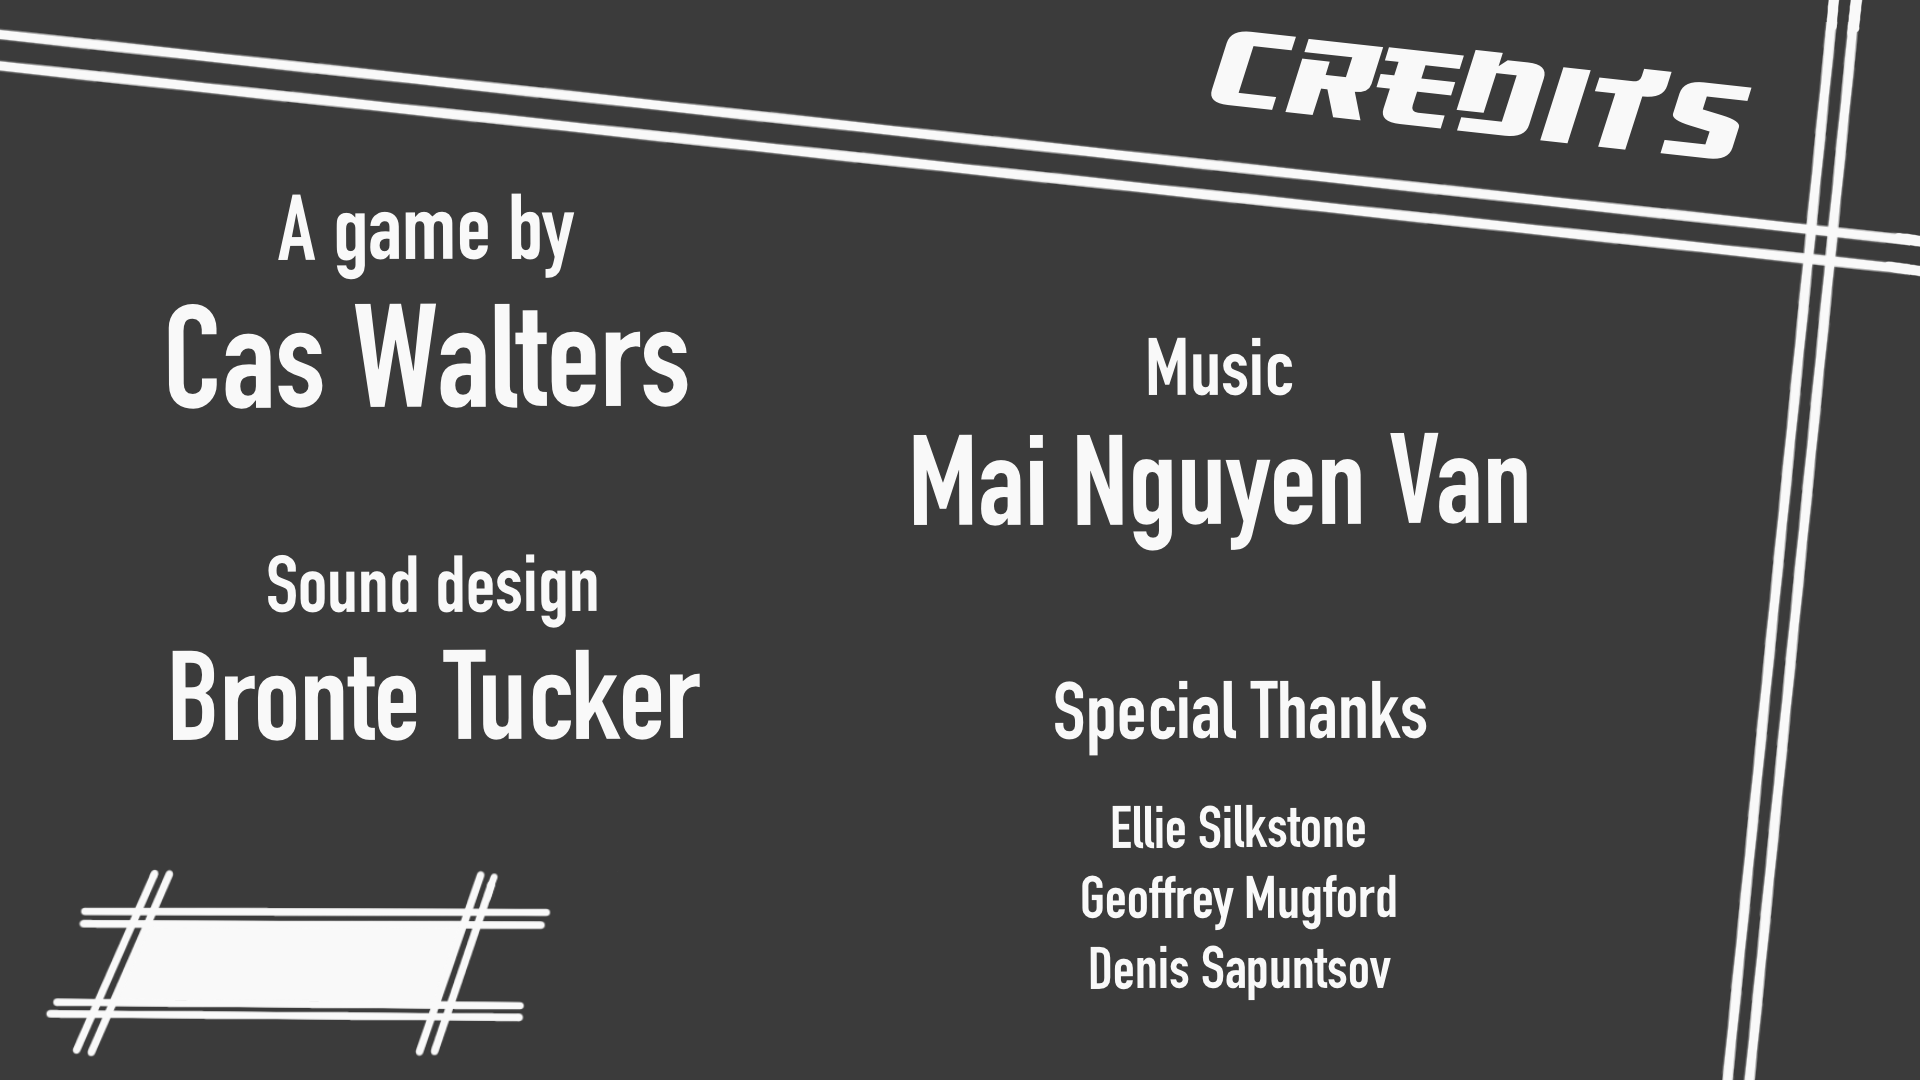 CREDITS
A game by
Cas Walters
Sound design
Bronte Tucker
Music
Mai Nguyen Van
Special Thanks
Ellie Silkstone
Geoffrey Mugford
Denis Sapuntsov